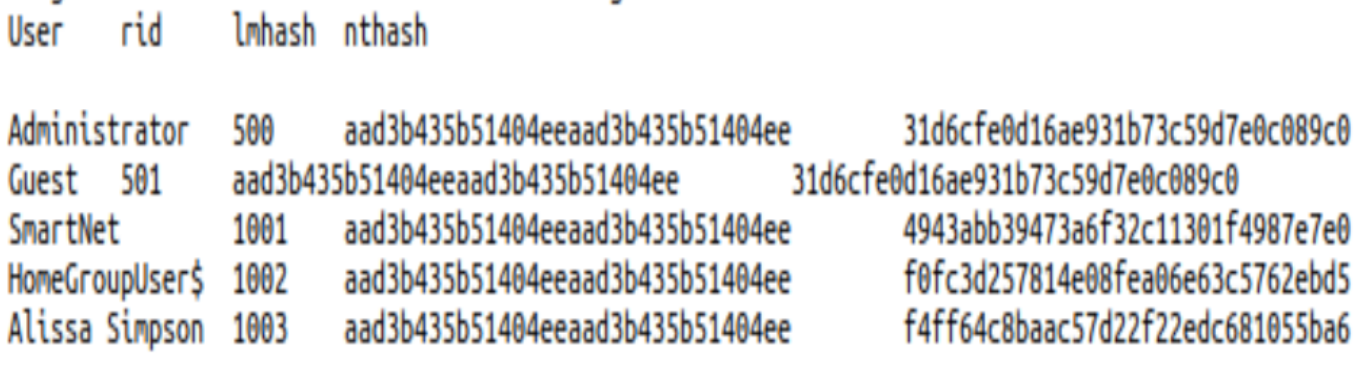 User rid lmhash nthash
Administrator 500 aad3b435b51404eeaad3b435b51404ee 31d6cfe0d16ae931b73c59d7e0c089c0
Guest 501 aad3b435b51404eeaad3b435b51404ee 31d6cfe0d16ae931b73c59d7e0c089c0
SmartNet 1001 aad3b435b51404eeaad3b435b51404ee 4943abb39473a6f32c11301f4987e7e0
HomeGroupUser$ 1002 aad3b435b51404eeaad3b435b51404ee f0fc3d257814e08fea06e63c5762ebd5
Alissa Simpson 1003 aad3b435b51404eeaad3b435b51404ee f4ff64c8baac57d22f22edc681055ba6